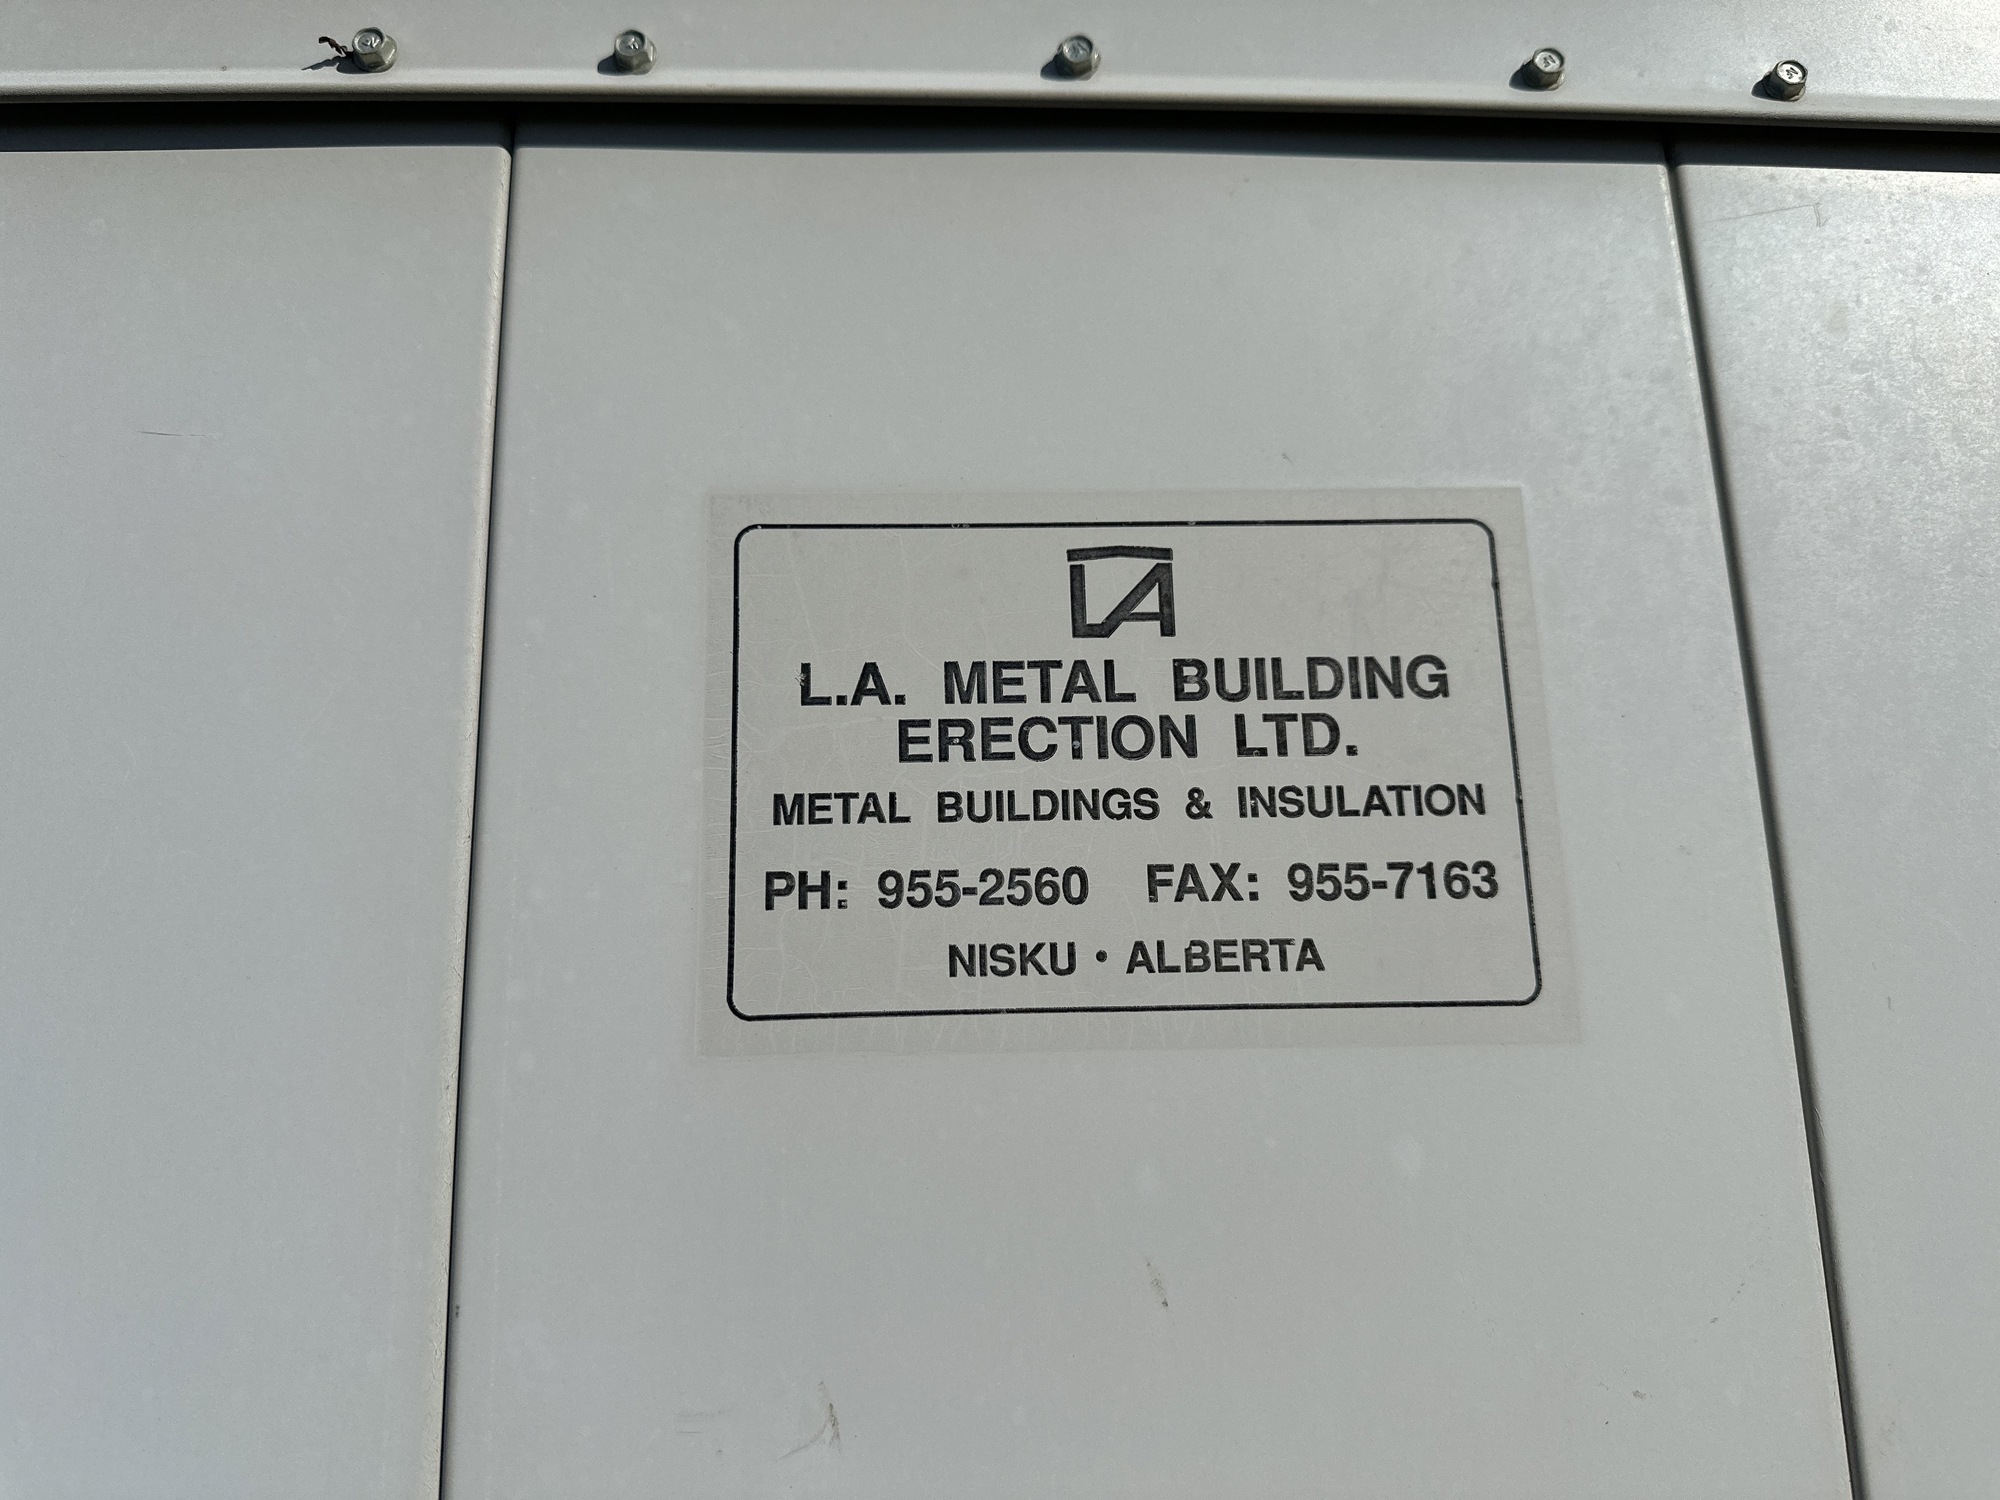 LA
L.A. METAL BUILDING
ERECTION LTD.
METAL BUILDINGS & INSULATION
PH: 955-2560 FAX: 955-7163
NISKU • ALBERTA